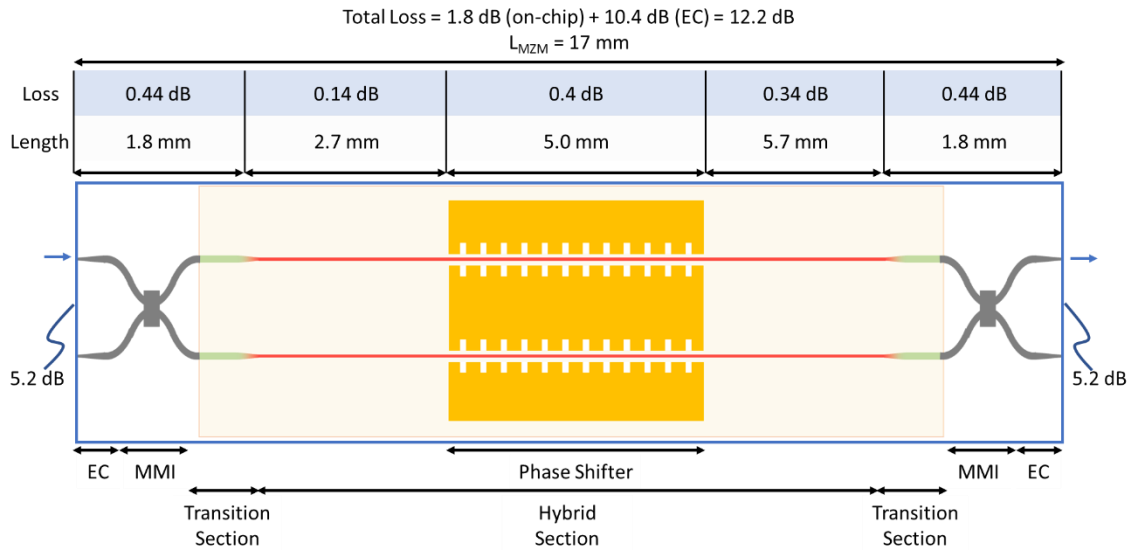 Total Loss = 1.8 dB (on-chip) + 10.4 dB (EC) = 12.2 dB
L_MZM = 17 mm
Loss 0.44 dB 0.14 dB 0.4 dB 0.34 dB 0.44 dB
Length 1.8 mm 2.7 mm 5.0 mm 5.7 mm 1.8 mm
5.2 dB 5.2 dB
EC MMI Phase Shifter MMI EC
Transition Hybrid Transition
Section Section Section